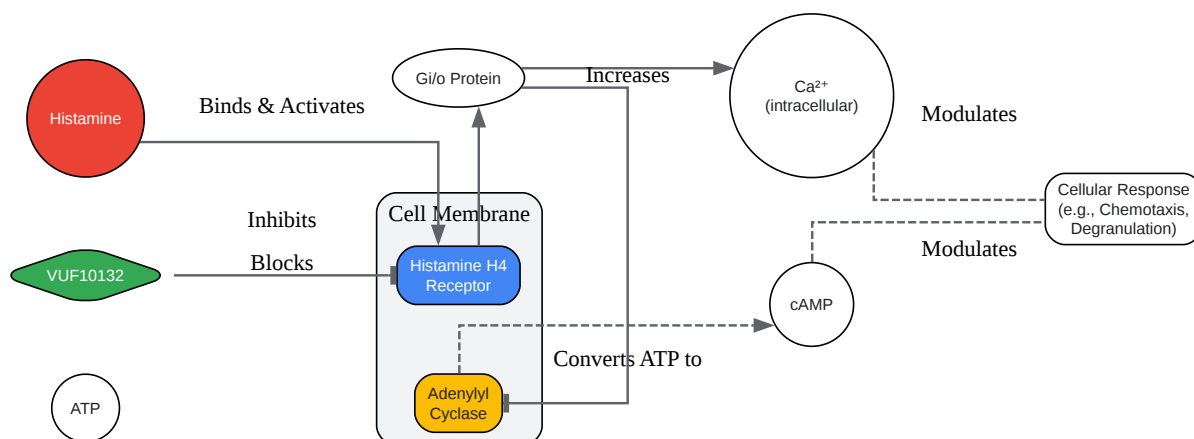 Gi/o Protein
Increases
Ca²⁺
(intracellular)
Histamine
Binds & Activates
Modulates
Cellular Response
(e.g., Chemotaxis,
Degranulation)
Inhibits
Cell Membrane
Modulates
VUF10132
Blocks
Histamine H4
Receptor
cAMP
Converts ATP to
ATP
Adenylyl
Cyclase